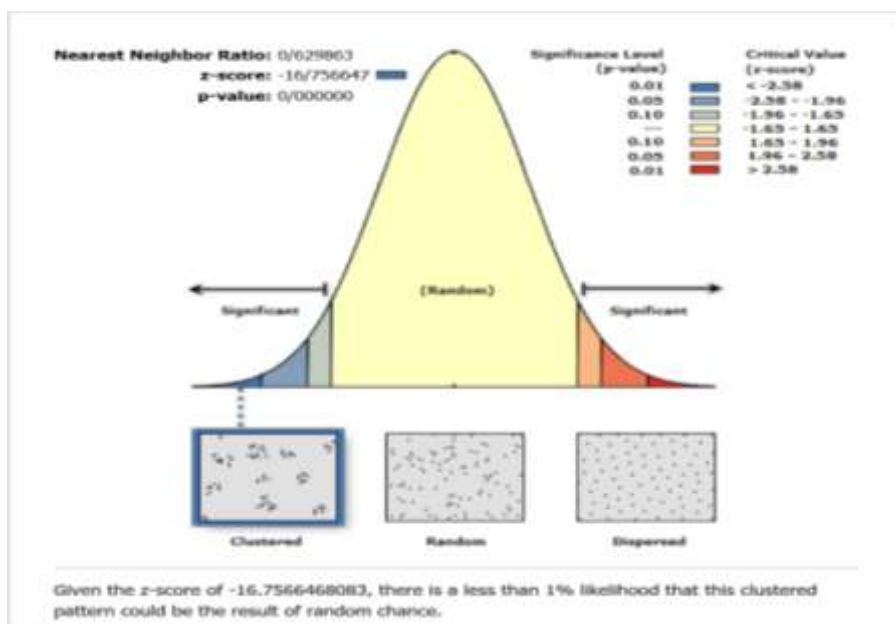 Nearest Neighbor Ratio: 0/629863
z-score: -16/756647
p-value: 0/000000
Significance Level
(p-value)
Critical Value
(z-score)
0.01 < -2.58
0.05 -2.58 - -1.96
0.10 -1.96 - -1.65
— -1.65 - 1.65
0.10 1.65 - 1.96
0.05 1.96 - 2.58
0.01 > 2.58
(Random)
Significant
Significant
Clustered
Random
Dispersed
Given the z-score of -16.7566468083, there is a less than 1% likelihood that this clustered
pattern could be the result of random chance.